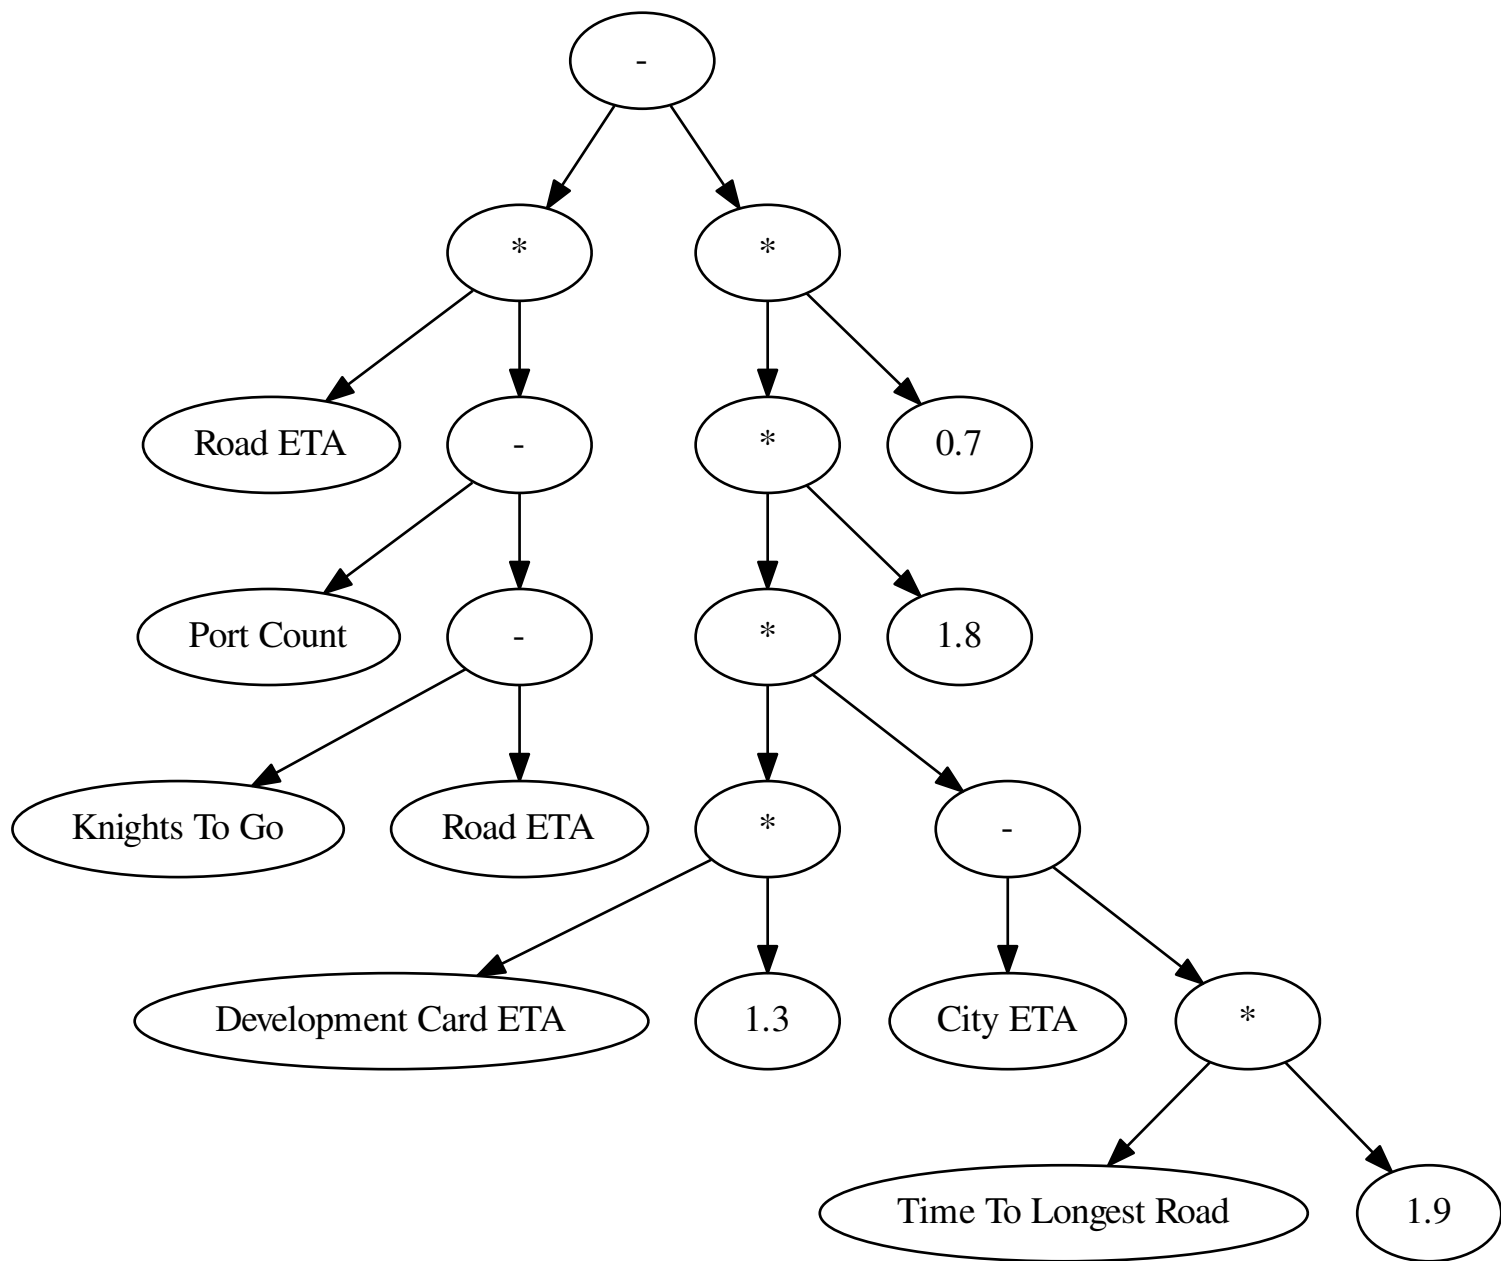 -
* *
Road ETA - * 0.7
Port Count - * 1.8
Knights To Go Road ETA * -
Development Card ETA 1.3 City ETA *
Time To Longest Road 1.9